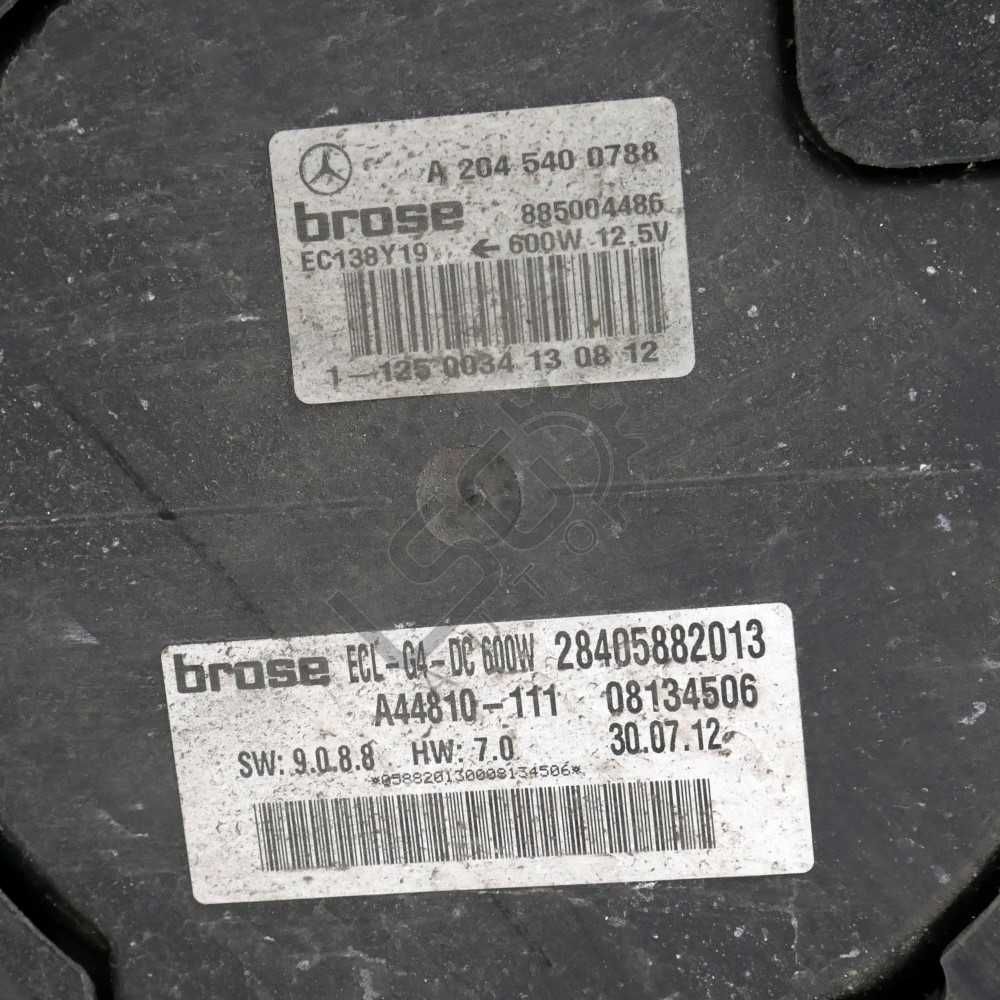 A 204 540 0788
brose 885004486
EC138Y19 ← 600W 12.5V
1-125 0034 13 08 12
brose ECL-G4-DC 600W 28405882013
A44810-111 08134506
SW: 9.0.8.8 HW: 7.0 30.07.12
*058820130008134506*